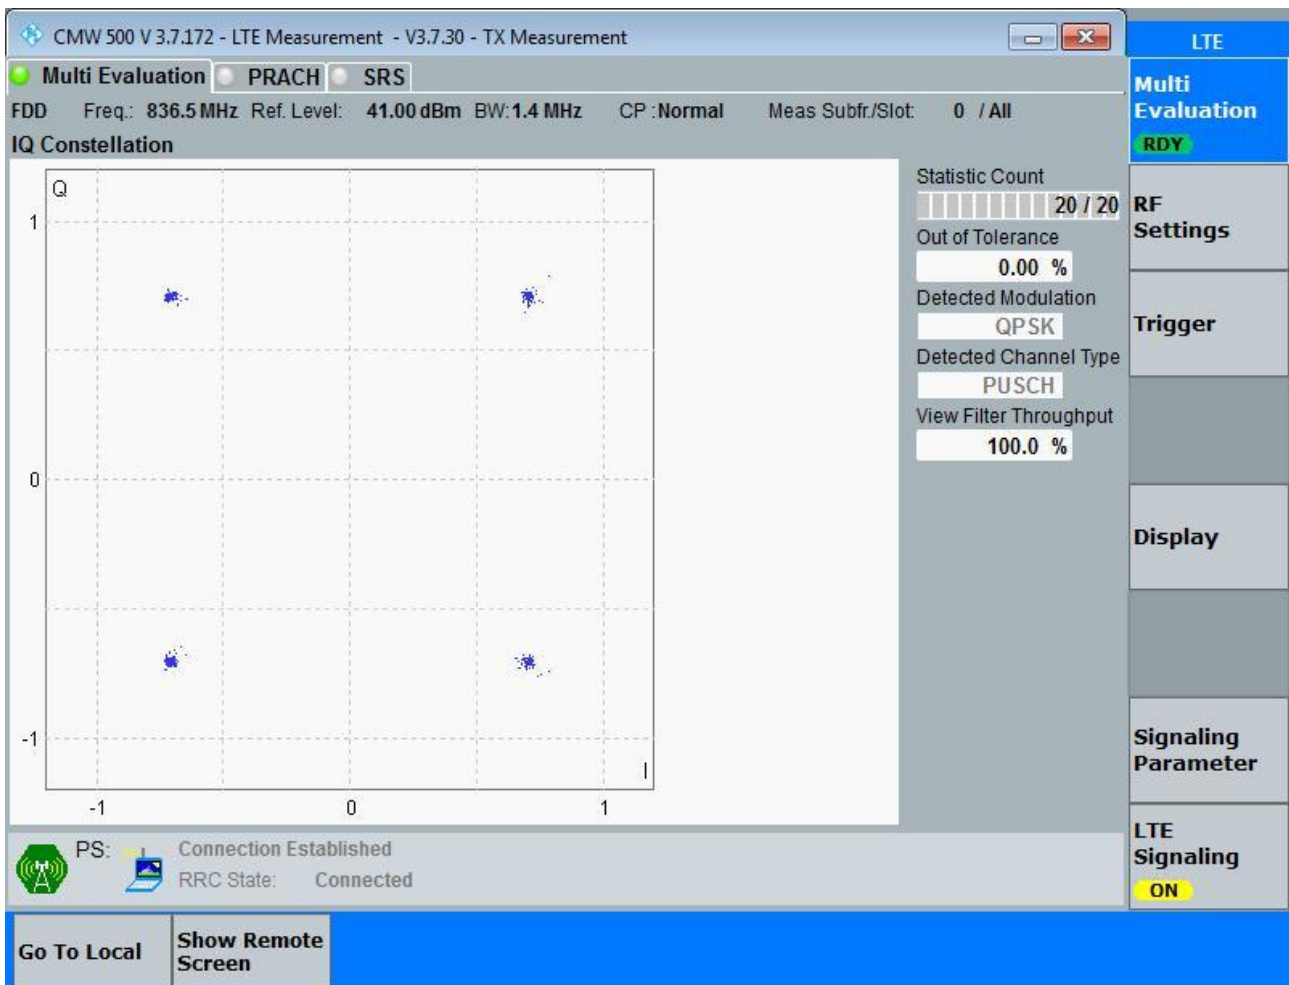 CMW 500 V 3.7.172 - LTE Measurement - V3.7.30 - TX Measurement
LTE
Multi Evaluation PRACH SRS
Multi
Evaluation
RDY
FDD Freq.: 836.5 MHz Ref. Level: 41.00 dBm BW: 1.4 MHz CP : Normal Meas Subfr./Slot: 0 / All
IQ Constellation
Q
1
0
-1
-1 0 1
I
Statistic Count
20 / 20
Out of Tolerance
0.00 %
Detected Modulation
QPSK
Detected Channel Type
PUSCH
View Filter Throughput
100.0 %
RF
Settings
Trigger
Display
Signaling
Parameter
LTE
Signaling
ON
PS: Connection Established
RRC State: Connected
Go To Local
Show Remote
Screen